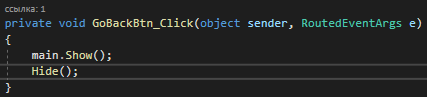 ссылка: 1
private void GoBackBtn_Click(object sender, RoutedEventArgs e)
{
    main.Show();
    Hide();
}